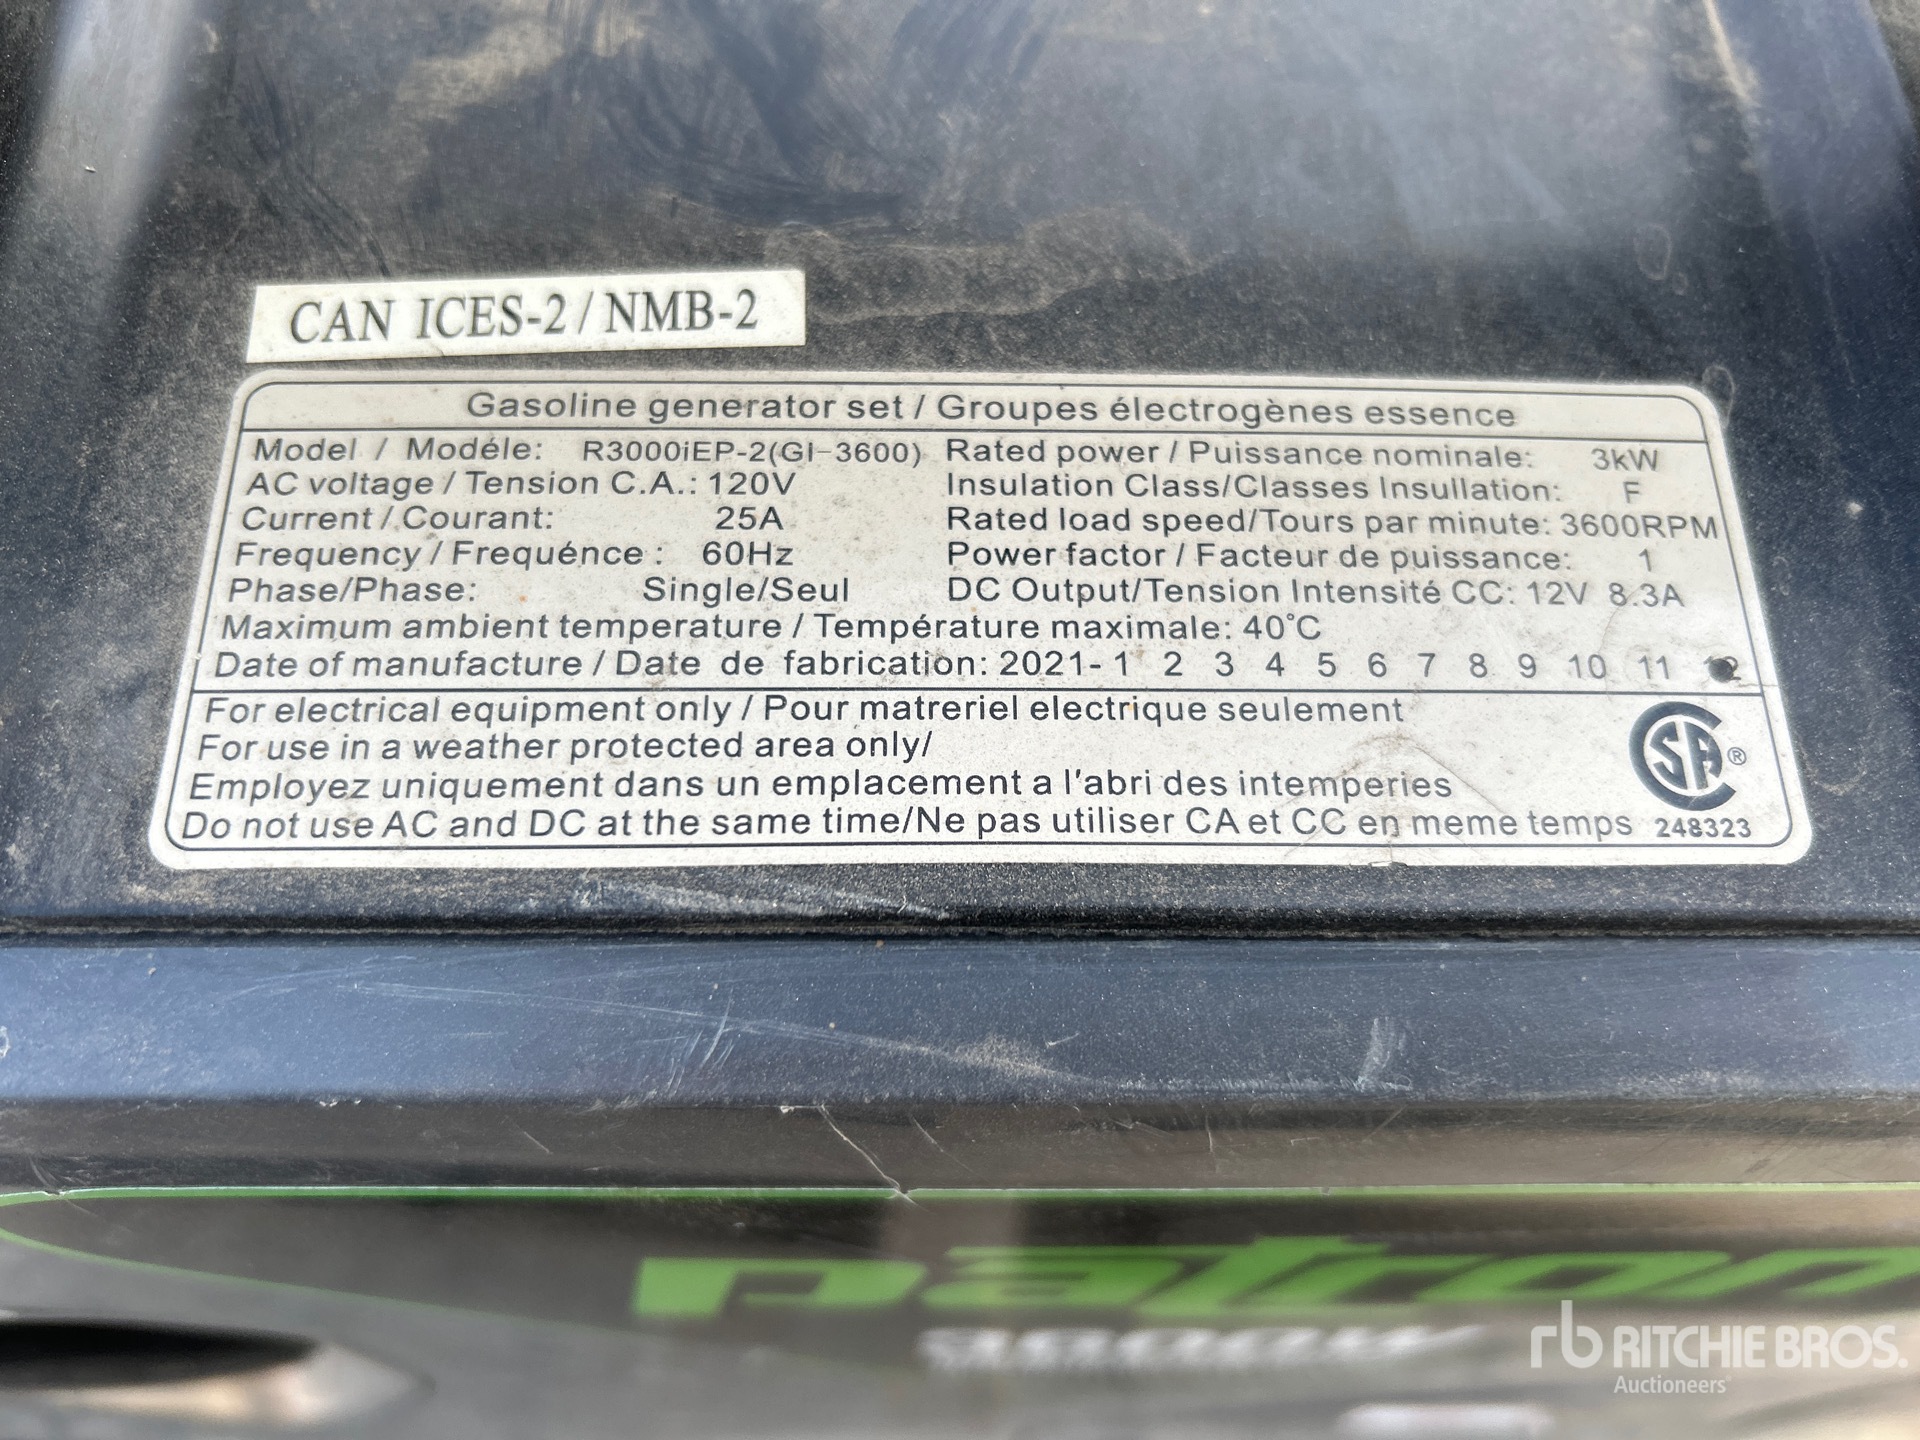 CAN ICES-2 / NMB-2
Gasoline generator set / Groupes électrogènes essence
Model / Modéle: R3000iEP-2(GI-3600) Rated power / Puissance nominale: 3kW
AC voltage / Tension C.A.: 120V Insulation Class/Classes Insullation: F
Current / Courant: 25A Rated load speed/Tours par minute: 3600RPM
Frequency / Frequénce : 60Hz Power factor / Facteur de puissance: 1
Phase/Phase: Single/Seul DC Output/Tension Intensité CC: 12V 8.3A
Maximum ambient temperature / Température maximale: 40°C
Date of manufacture / Date de fabrication: 2021- 1 2 3 4 5 6 7 8 9 10 11 12
For electrical equipment only / Pour matreriel electrique seulement
For use in a weather protected area only/
Employez uniquement dans un emplacement a l'abri des intemperies
Do not use AC and DC at the same time/Ne pas utiliser CA et CC en meme temps
CSA ®
248323
patron
rb RITCHIE BROS.
Auctioneers